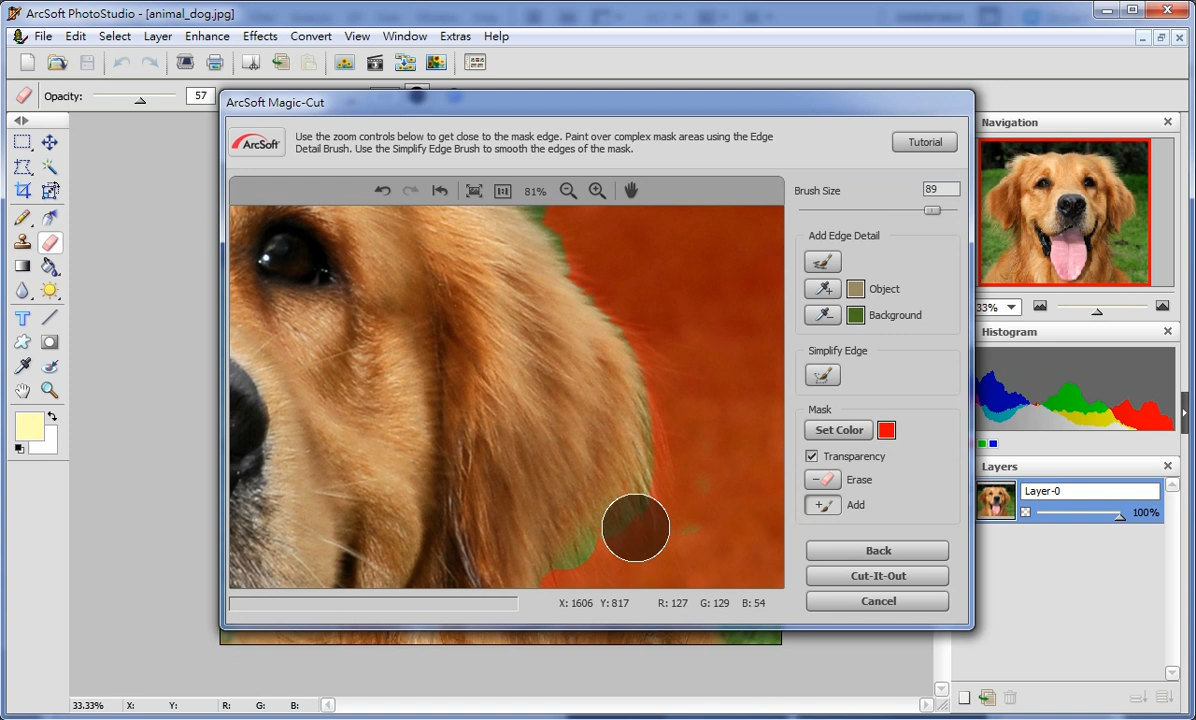 ArcSoft PhotoStudio - [animal_dog.jpg]
File Edit Select Layer Enhance Effects Convert View Window Extras Help
Opacity: 57
ArcSoft Magic-Cut
ArcSoft
Use the zoom controls below to get close to the mask edge. Paint over complex mask areas using the Edge
Detail Brush. Use the Simplify Edge Brush to smooth the edges of the mask.
Tutorial
1:1
81%
Brush Size 89
Add Edge Detail
Object
Background
Simplify Edge
Mask
Set Color
Transparency
Erase
Add
Back
Cut-It-Out
Cancel
X: 1606 Y: 817 R: 127 G: 129 B: 54
Navigation
33%
Histogram
Layers
Layer-0
100%
33.33% X: Y: R: G: B: